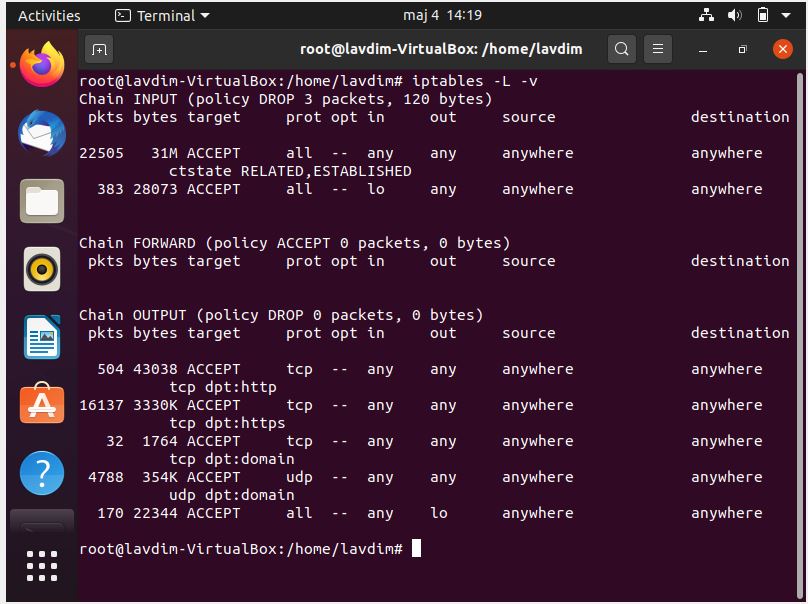 Activities Terminal maj 4 14:19
root@lavdim-VirtualBox: /home/lavdim
root@lavdim-VirtualBox:/home/lavdim# iptables -L -v
Chain INPUT (policy DROP 3 packets, 120 bytes)
 pkts bytes target     prot opt in     out     source               destination
22505   31M ACCEPT     all  --  any    any     anywhere             anywhere
          ctstate RELATED,ESTABLISHED
  383 28073 ACCEPT     all  --  lo     any     anywhere             anywhere
Chain FORWARD (policy ACCEPT 0 packets, 0 bytes)
 pkts bytes target     prot opt in     out     source               destination
Chain OUTPUT (policy DROP 0 packets, 0 bytes)
 pkts bytes target     prot opt in     out     source               destination
  504 43038 ACCEPT     tcp  --  any    any     anywhere             anywhere
          tcp dpt:http
16137 3330K ACCEPT     tcp  --  any    any     anywhere             anywhere
          tcp dpt:https
   32  1764 ACCEPT     tcp  --  any    any     anywhere             anywhere
          tcp dpt:domain
 4788  354K ACCEPT     udp  --  any    any     anywhere             anywhere
          udp dpt:domain
  170 22344 ACCEPT     all  --  any    lo      anywhere             anywhere
root@lavdim-VirtualBox:/home/lavdim#